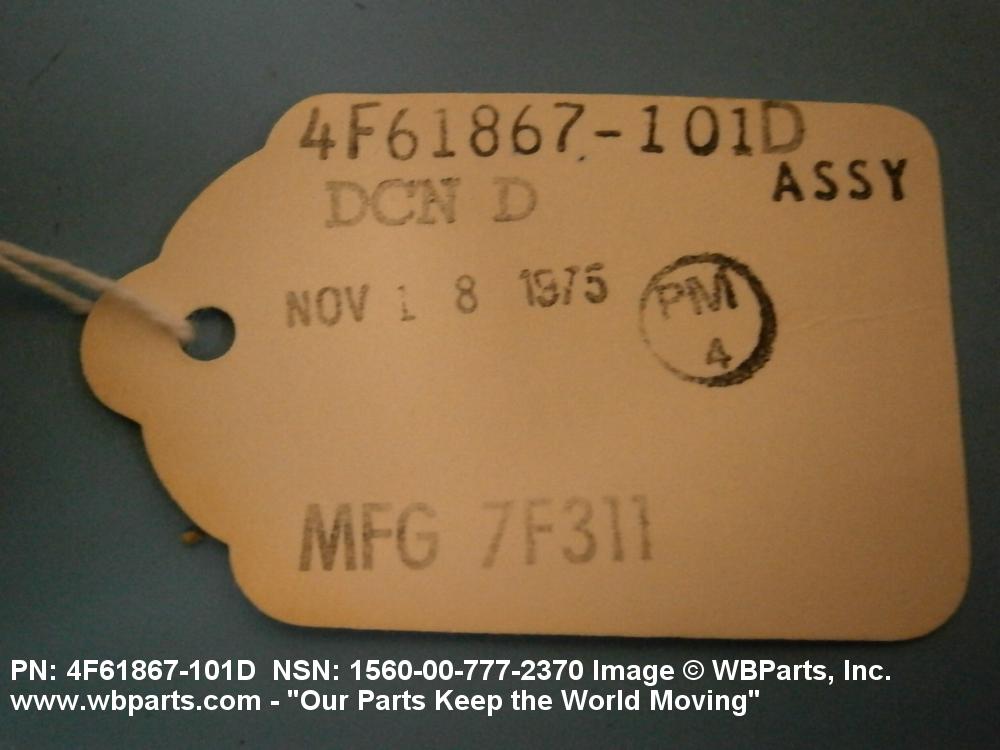 4F61867-101D
ASSY
DCN D
NOV 1 8 1975
PM
4
MFG 7F311
PN: 4F61867-101D NSN: 1560-00-777-2370 Image © WBParts, Inc.
www.wbparts.com - "Our Parts Keep the World Moving"